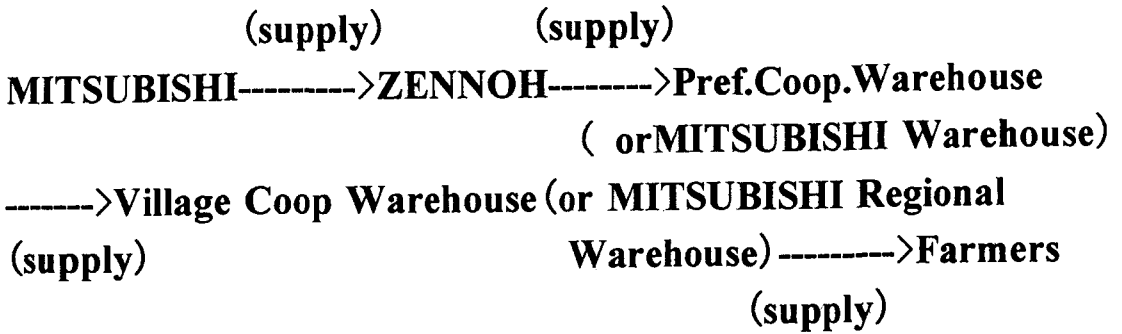 (supply) (supply)
MITSUBISHI--------->ZENNOH-------->Pref.Coop.Warehouse
( orMITSUBISHI Warehouse)
------->Village Coop Warehouse(or MITSUBISHI Regional
(supply) Warehouse)--------->Farmers
(supply)